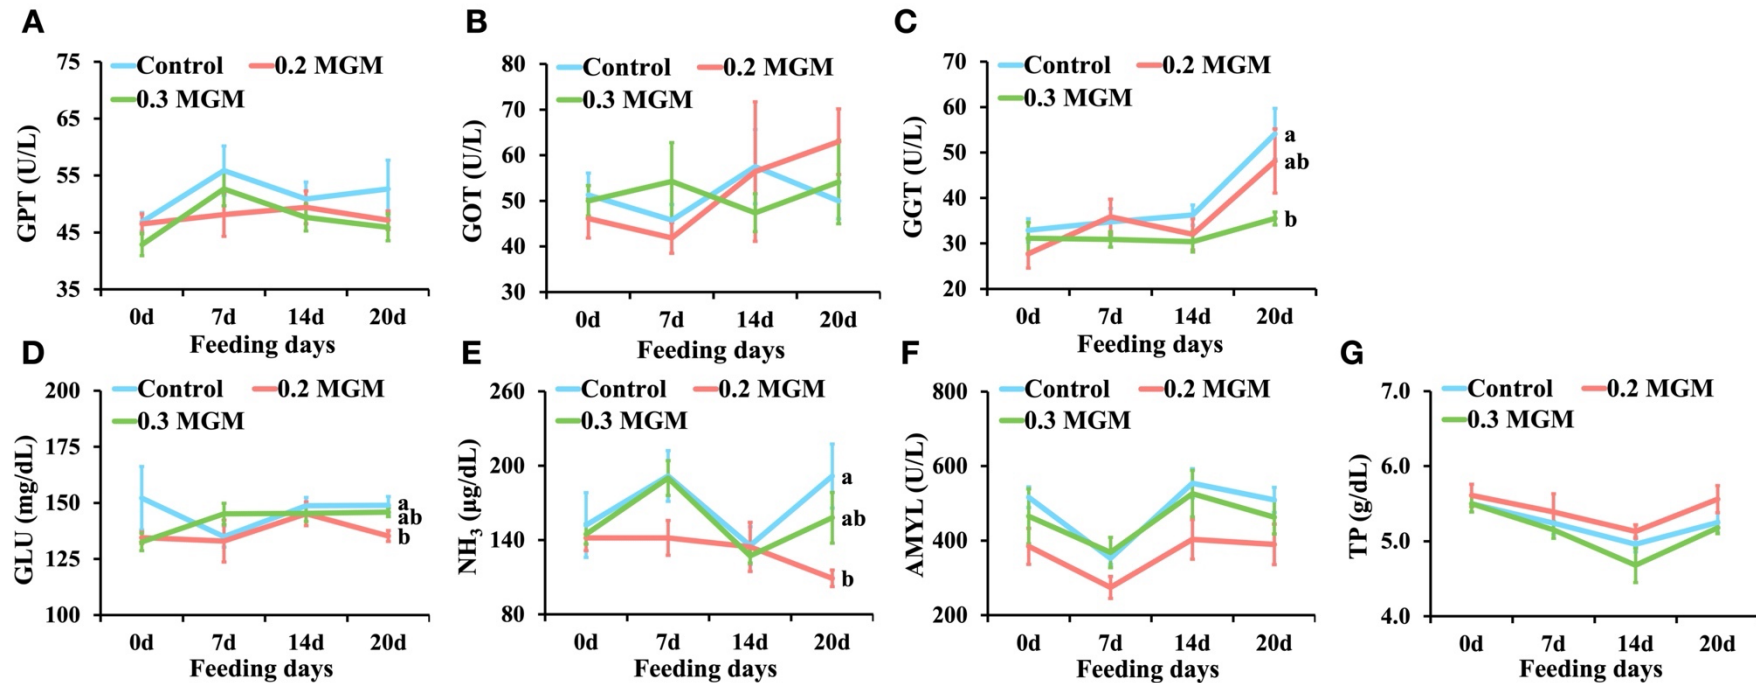 A
GPT (U/L)
Control 0.2 MGM
0.3 MGM
75
65
55
45
35
0d 7d 14d 20d
Feeding days
B
GOT (U/L)
Control 0.2 MGM
0.3 MGM
80
70
60
50
40
30
0d 7d 14d 20d
Feeding days
C
GGT (U/L)
Control 0.2 MGM
0.3 MGM
70
60
50
40
30
20
a
ab
b
0d 7d 14d 20d
Feeding days
D
GLU (mg/dL)
Control 0.2 MGM
0.3 MGM
200
175
150
125
100
a
ab
b
0d 7d 14d 20d
Feeding days
E
NH₃ (μg/dL)
Control 0.2 MGM
0.3 MGM
260
200
140
80
a
ab
b
0d 7d 14d 20d
Feeding days
F
AMYL (U/L)
Control 0.2 MGM
0.3 MGM
800
600
400
200
0d 7d 14d 20d
Feeding days
G
TP (g/dL)
Control 0.2 MGM
0.3 MGM
7.0
6.0
5.0
4.0
0d 7d 14d 20d
Feeding days